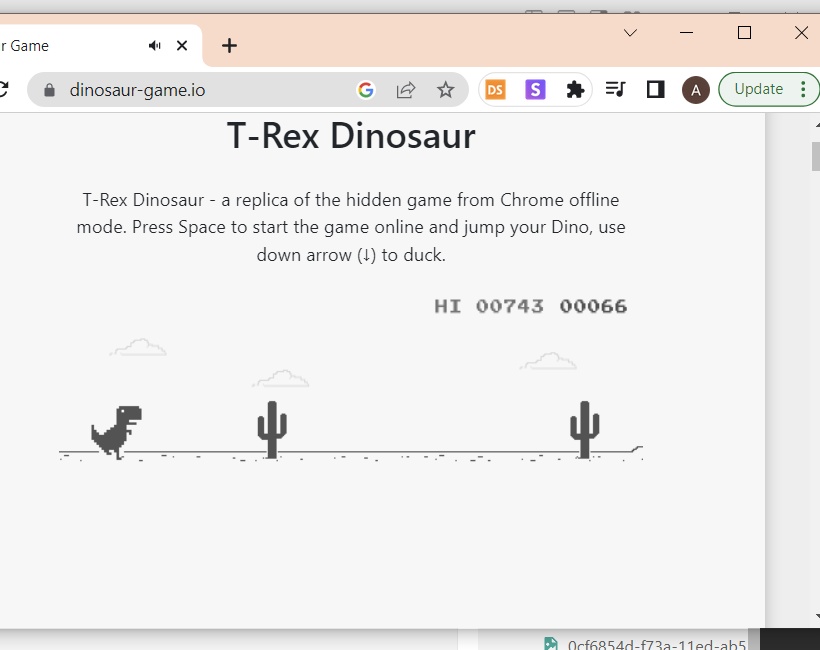 r Game
dinosaur-game.io
DS
S
A
Update
T-Rex Dinosaur
T-Rex Dinosaur - a replica of the hidden game from Chrome offline
mode. Press Space to start the game online and jump your Dino, use
down arrow (↓) to duck.
HI 00743 00066
0cf6854d-f73a-11ed-ab5